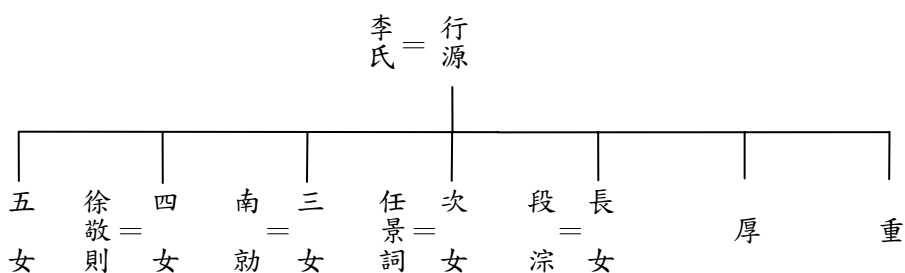 行源
=
李氏
重
厚
長女
=
段淙
次女
=
任景詞
三女
=
南勍
四女
=
徐敬則
五女